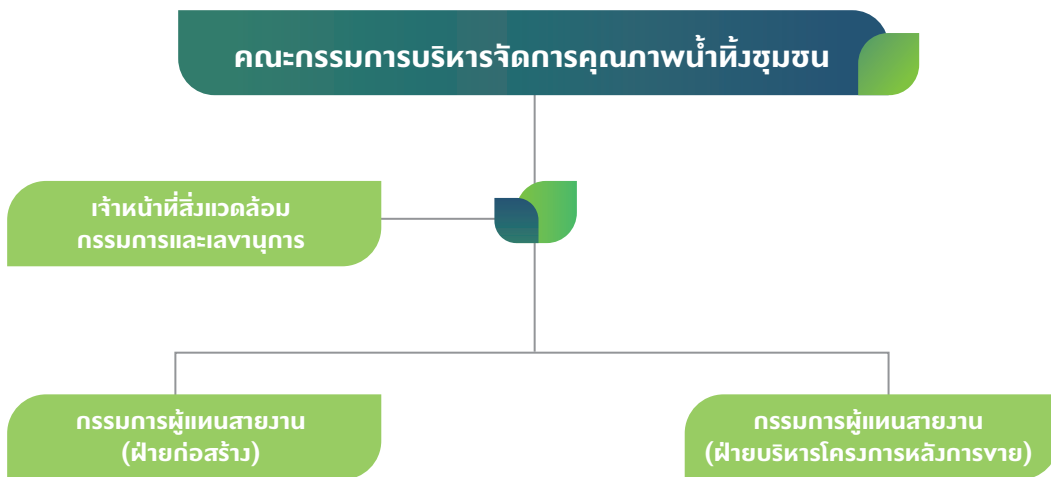 คณะกรรมการบริหารจัดการคุณภาพน้ำทิ้งชุมชน
เจ้าหน้าที่สิ่งแวดล้อม
กรรมการและเลขานุการ
กรรมการผู้แทนสายงาน
(ฝ่ายก่อสร้าง)
กรรมการผู้แทนสายงาน
(ฝ่ายบริหารโครงการหลังการขาย)